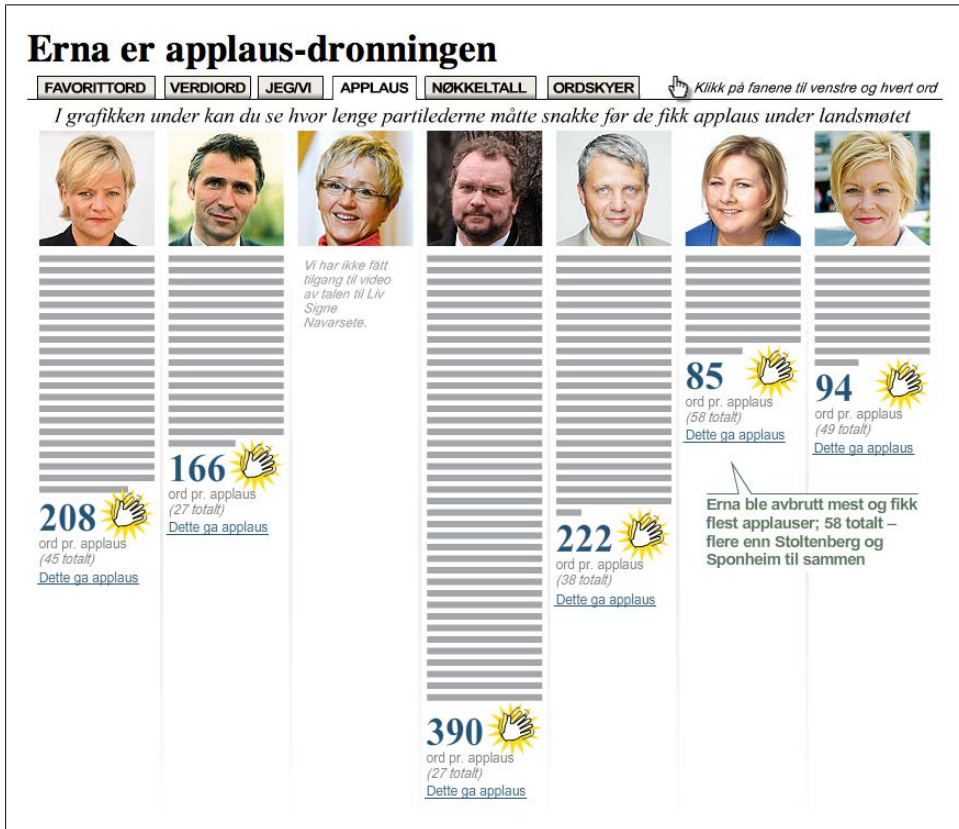 Erna er applaus-dronningen
FAVORITTORD VERDIORD JEG/VI APPLAUS NØKKELTALL ORDSKYER Klikk på fanene til venstre og hvert ord
I grafikken under kan du se hvor lenge partilederne måtte snakke før de fikk applaus under landsmøtet
Vi har ikke fått
tilgang til video
av talen til Liv
Signe
Navarsete.
208
ord pr. applaus
(45 totalt)
Dette ga applaus
166
ord pr. applaus
(27 totalt)
Dette ga applaus
390
ord pr. applaus
(27 totalt)
Dette ga applaus
222
ord pr. applaus
(38 totalt)
Dette ga applaus
85
ord pr. applaus
(58 totalt)
Dette ga applaus
94
ord pr. applaus
(49 totalt)
Dette ga applaus
Erna ble avbrutt mest og fikk
flest applauser; 58 totalt –
flere enn Stoltenberg og
Sponheim til sammen